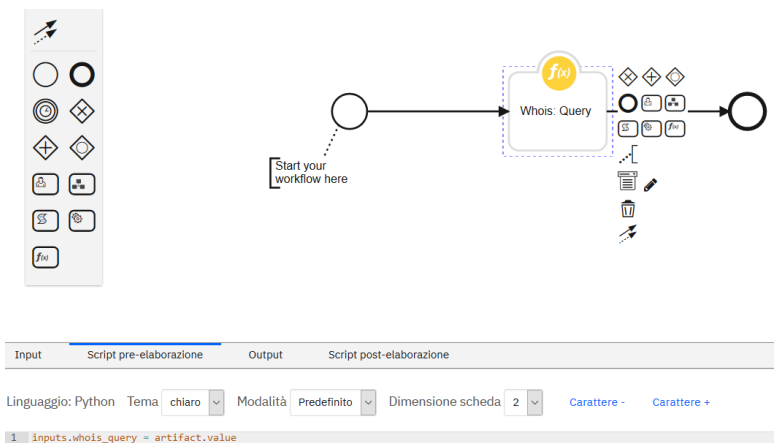 f(x)
Whois: Query
Start your
workflow here
f(x)
f(x)
Input Script pre-elaborazione Output Script post-elaborazione
Linguaggio: Python Tema chiaro Modalità Predefinito Dimensione scheda 2 Carattere - Carattere +
1 inputs.whois_query = artifact.value